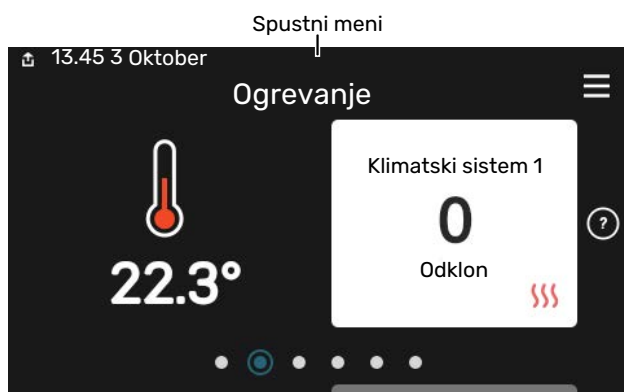 Spustni meni
13.45 3 Oktober
Ogrevanje
Klimatski sistem 1
0
Odklon
?
22.3°